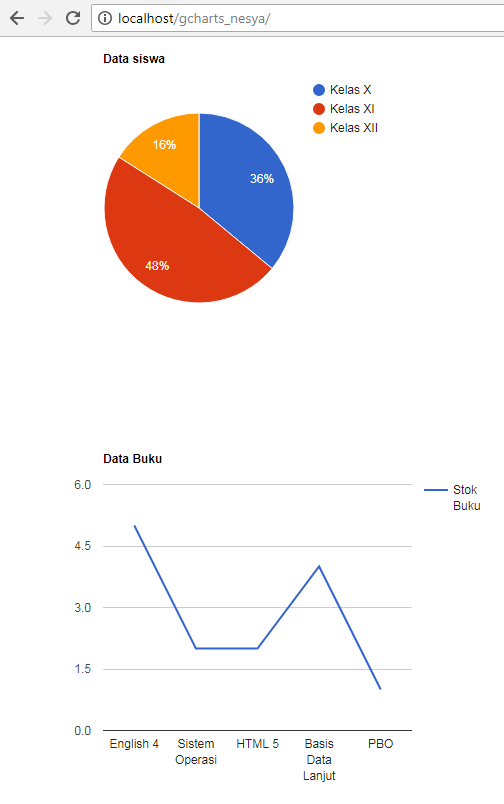 localhost/gcharts_nesya/
Data siswa
Kelas X
Kelas XI
Kelas XII
16%
36%
48%
Data Buku
6.0
4.5
3.0
1.5
0.0
Stok
Buku
English 4
Sistem
Operasi
HTML 5
Basis
Data
Lanjut
PBO